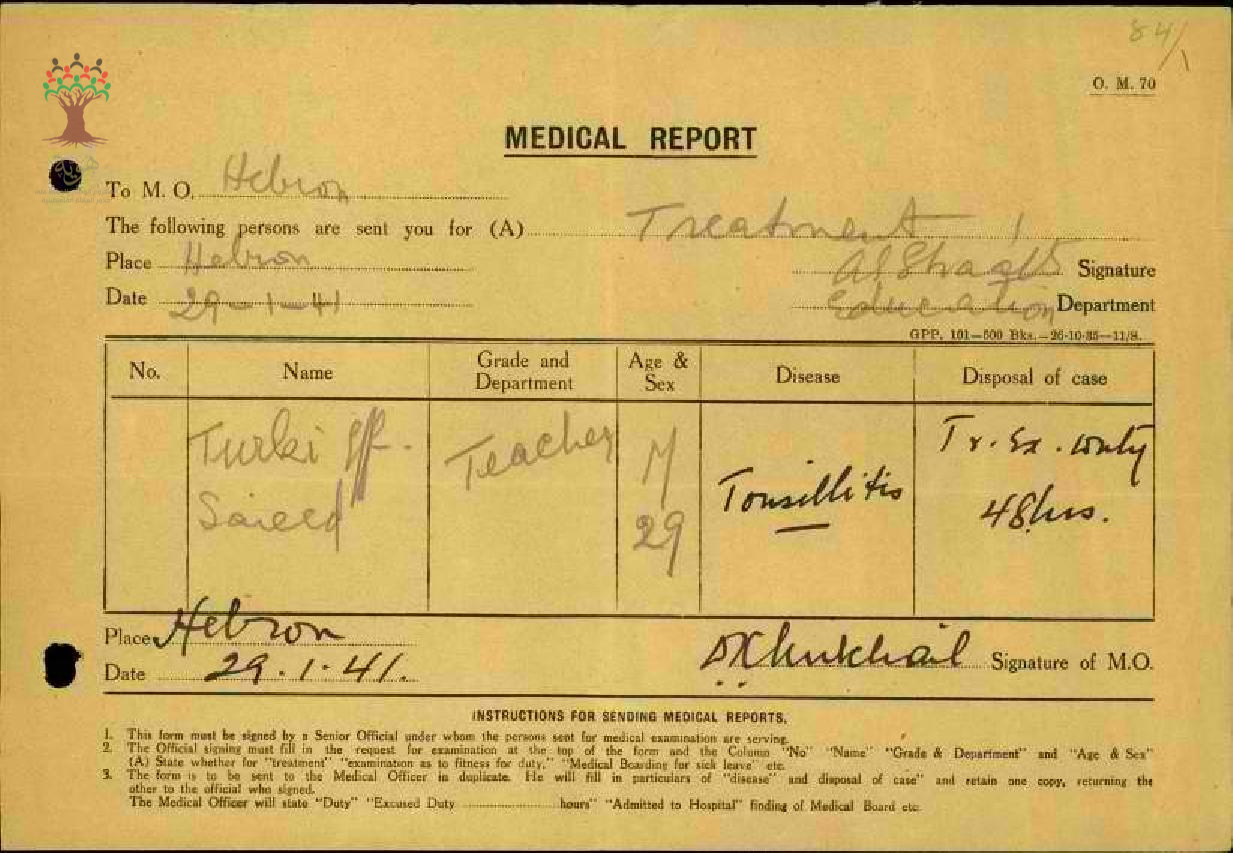 84/1
O. M. 70
MEDICAL REPORT
To M. O. Hebron
The following persons are sent you for (A) Treatment
Place Hebron
Signature
Date 29-1-41
Education Department
GPP. 101—500 Bks.—26-10-35—11/8.
No. Name Grade and Department Age & Sex Disease Disposal of case
Turki eff. Saieed Teacher M 29 Tonsillitis Tr. Ex. Duty 48hrs.
Place Hebron
Date 29.1.41. Signature of M.O.
INSTRUCTIONS FOR SENDING MEDICAL REPORTS,
1. This form must be signed by a Senior Official under whom the persons sent for medical examination are serving.
2. The Official signing must fill in the request for examination at the top of the form and the Column "No" "Name" "Grade & Department" and "Age & Sex"
(A) State whether for "treatment" "examination as to fitness for duty," "Medical Boarding for sick leave" etc.
3. The form is to be sent to the Medical Officer in duplicate. He will fill in particulars of "disease" and disposal of case" and retain one copy, returning the
other to the official who signed.
The Medical Officer will state "Duty" "Excused Duty ........................ hours" "Admitted to Hospital" finding of Medical Board etc.